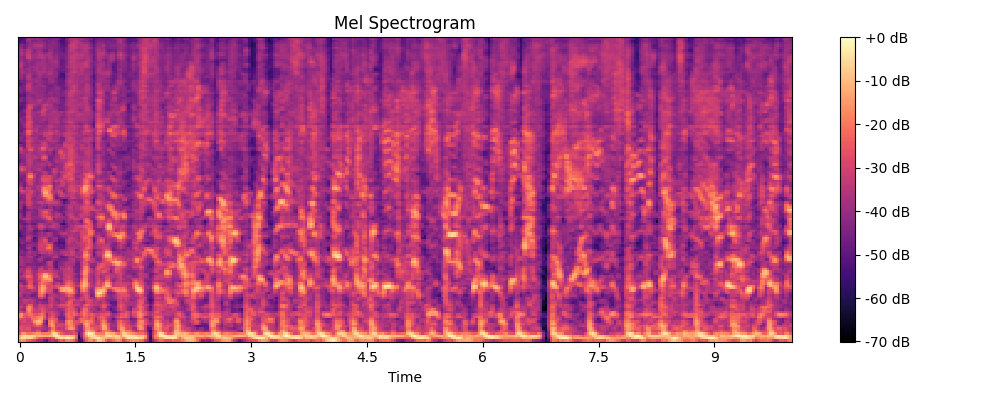 Mel Spectrogram
+0 dB
-10 dB
-20 dB
-30 dB
-40 dB
-50 dB
-60 dB
-70 dB
0
1.5
3
4.5
6
7.5
9
Time